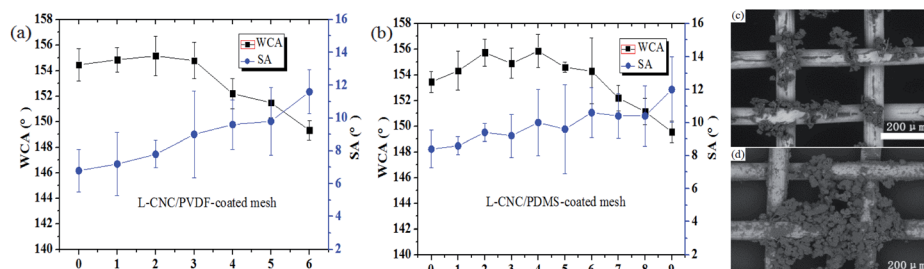 (a)
WCA
SA
WCA (°)
160
158
156
154
152
150
148
146
144
142
140
SA (°)
16
14
12
10
8
6
4
2
L-CNC/PVDF-coated mesh
0 1 2 3 4 5 6
(b)
WCA
SA
WCA (°)
158
156
154
152
150
148
146
144
142
140
SA (°)
16
14
12
10
8
6
4
2
L-CNC/PDMS-coated mesh
0 1 2 3 4 5 6 7 8 9
(c)
200 μm
(d)
200 μm